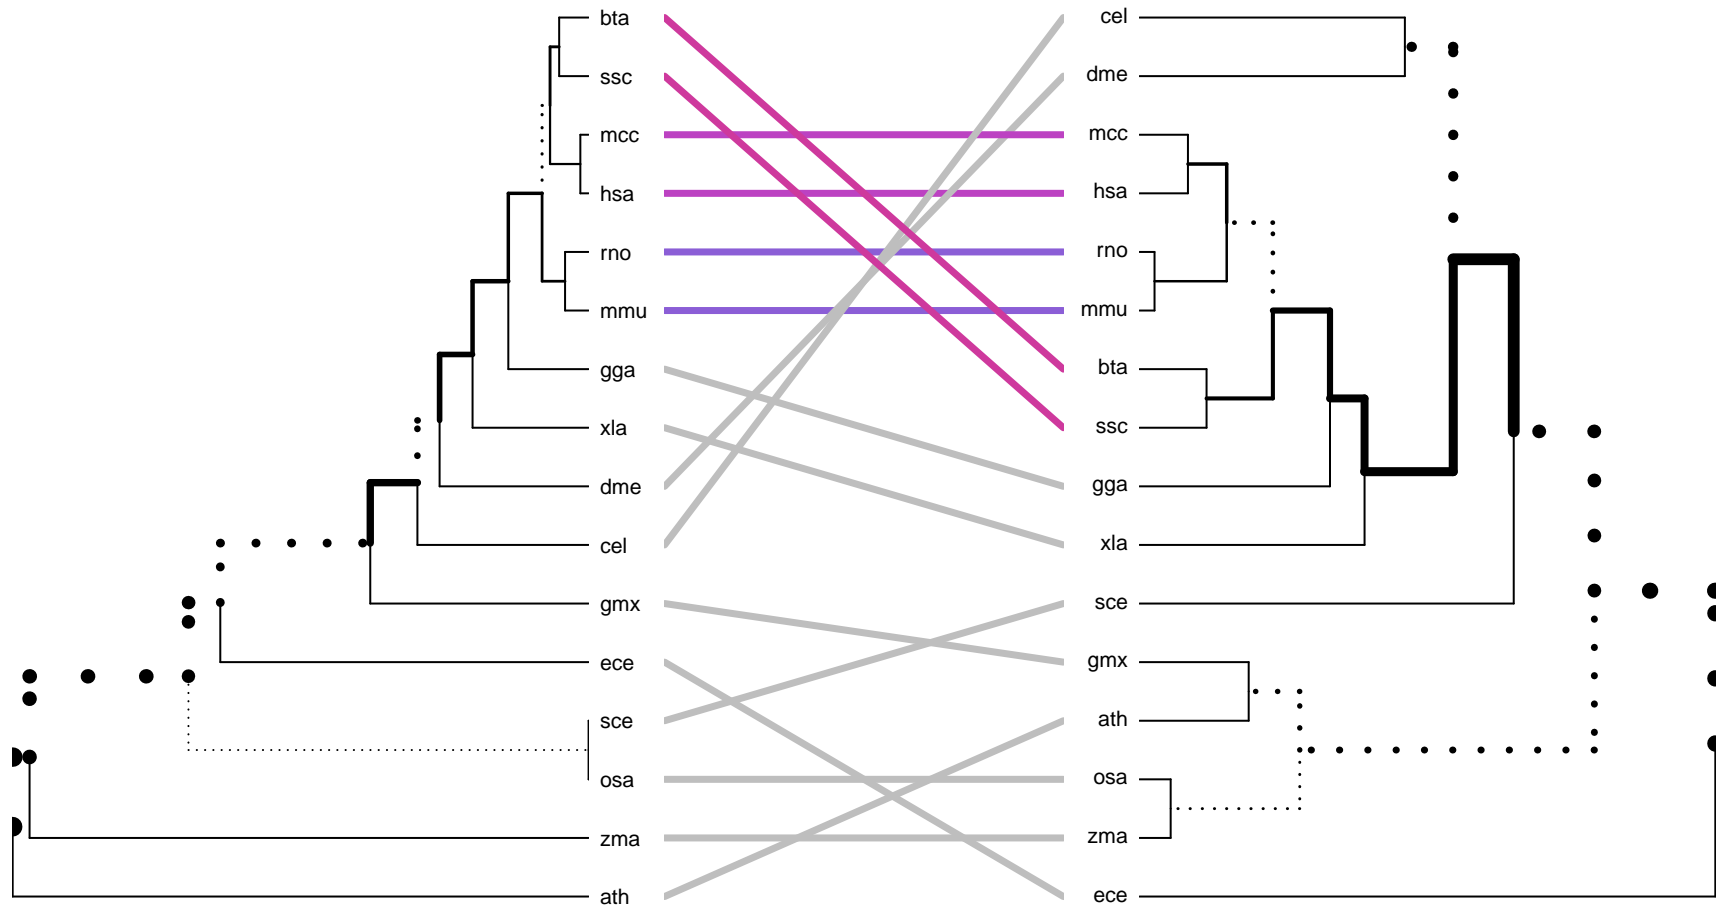 bta cel
ssc dme
mcc mcc
hsa hsa
rno rno
mmu mmu
gga bta
xla ssc
dme gga
cel xla
gmx sce
ece gmx
sce ath
osa osa
zma zma
ath ece